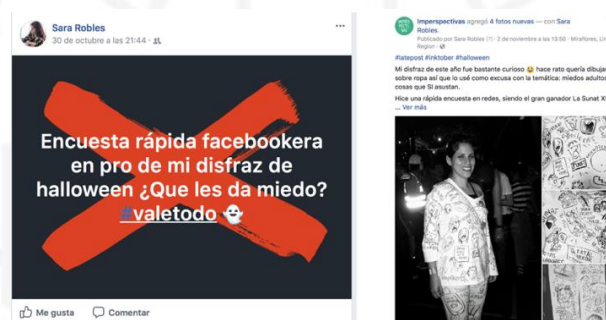 Sara Robles
30 de octubre a las 21:44
Encuesta rápida facebookera
en pro de mi disfraz de
halloween ¿Que les da miedo?
#valetodo
Me gusta Comentar
Imperspectivas agregó 4 fotos nuevas — con Sara
Robles.
Publicado por Sara Robles [?] · 2 de noviembre a las 13:56 · Miraflores, Lim
Region
#latepost #inktober #halloween
Mi disfraz de este año fue bastante curioso hace rato quería dibujar
sobre ropa así que lo usé como excusa con la temática: miedos adultos
cosas que SI asustan.
Hice una rápida encuesta en redes, siendo el gran ganador La Sunat
... Ver más